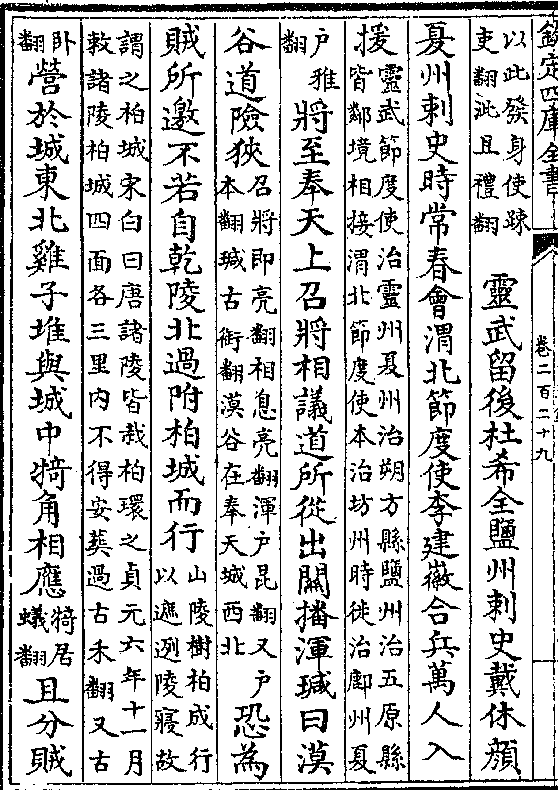 欽定四庫全書
卷二百二十九
以此發身使疎
吏翻泚且禮翻
靈武留後杜希全鹽州刺史戴休顔
夏州刺史時常春會渭北節度使李建徽合兵萬人入
援
靈武節度使治靈州夏州治朔方縣鹽州治五原縣
皆鄰境相接渭北節度使本治坊州時徙治鄜州夏
户雅
翻
將至奉天上召將相議道所從出關播渾瑊曰漠
谷道險狹
召將即亮翻相息亮翻渾户昆翻又户
本翻瑊古衘翻漠谷在奉天城西北
恐為
賊所邀不若自乾陵北過附柏城而行
山陵樹柏成行
以遮迾陵寢故
謂之柏城宋白曰唐諸陵皆栽柏環之貞元六年十一月
敕諸陵柏城四面各三里内不得安葬過古禾翻又古
卧
翻
營於城東北雞子堆與城中犄角相應
犄居
蟻翻
且分賊